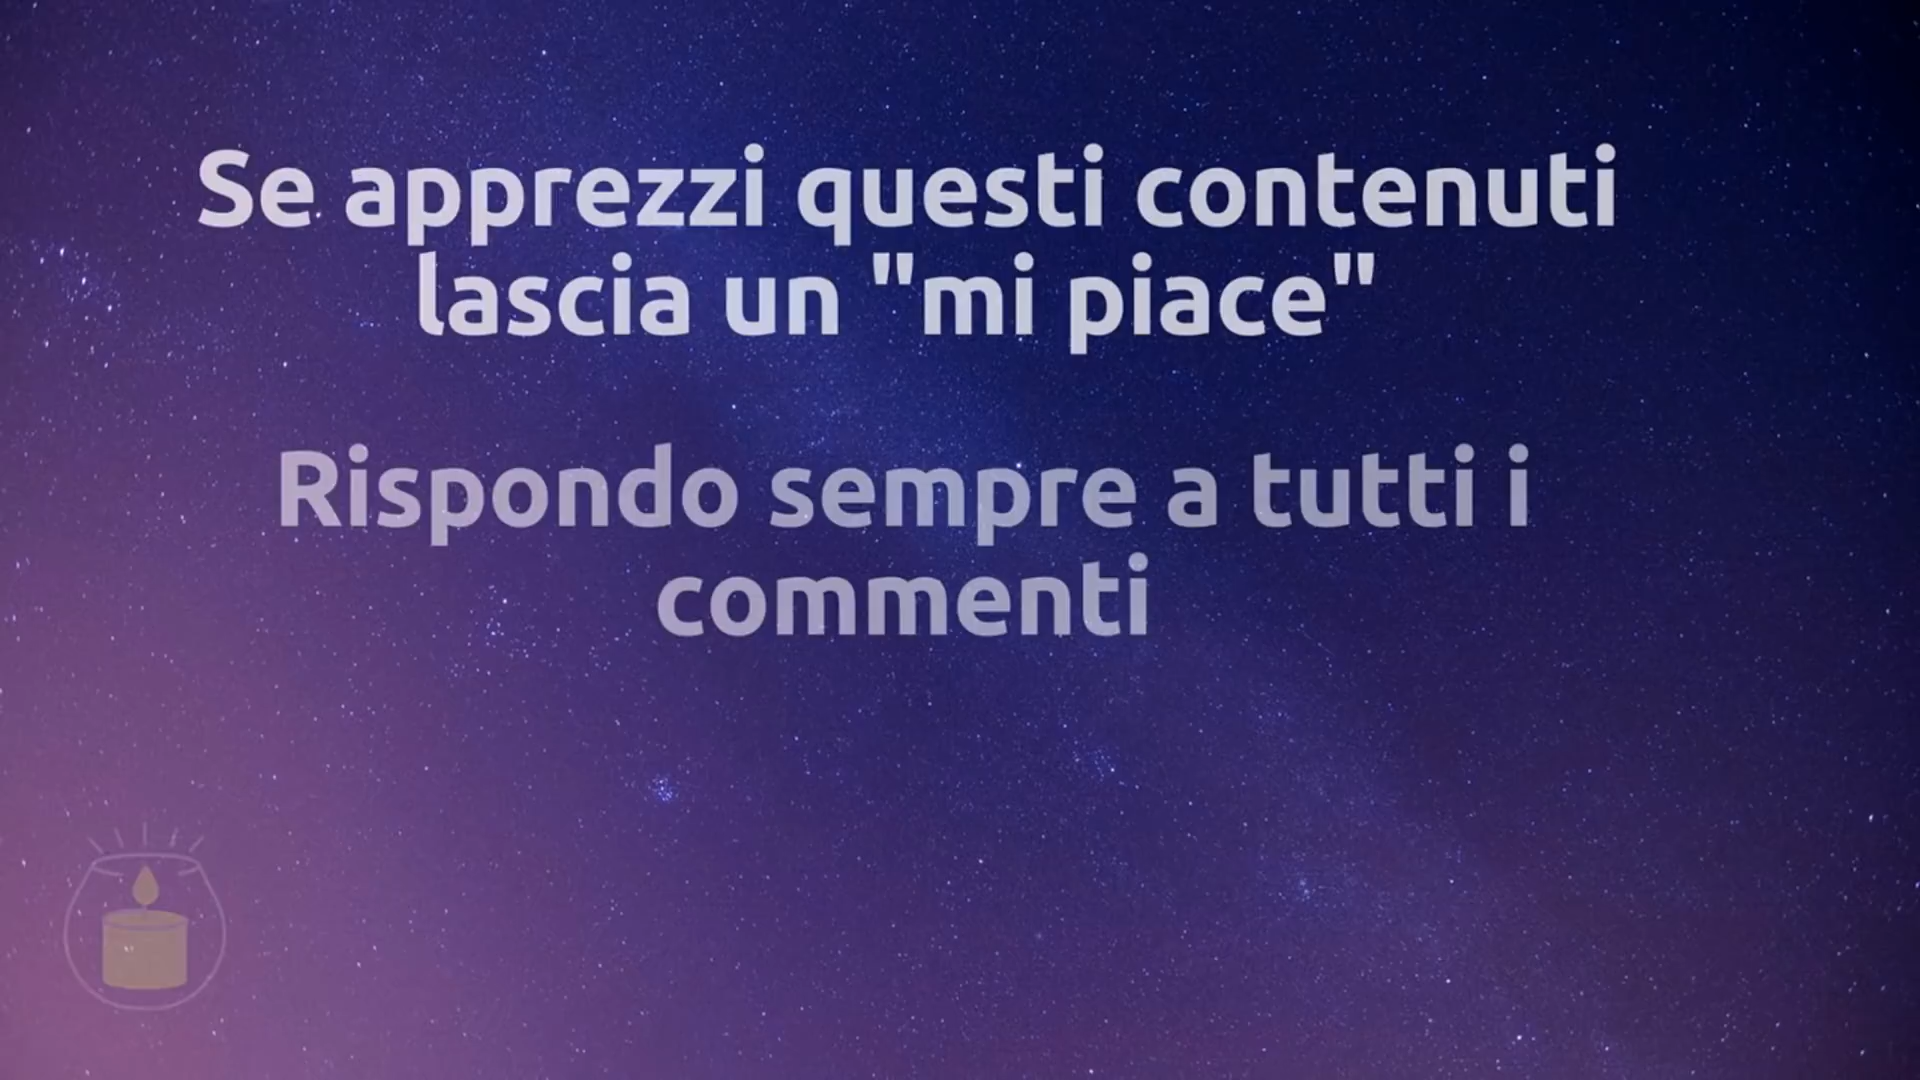 Se apprezzi questi contenuti
lascia un "mi piace"
Rispondo sempre a tutti i
commenti